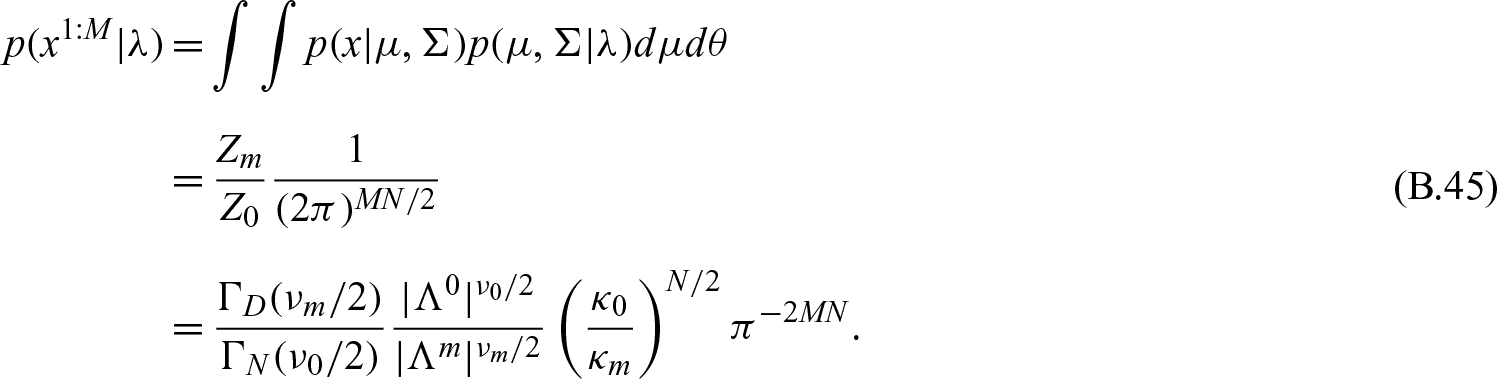 p(x^{1:M}|λ) = ∫ ∫ p(x|μ, Σ)p(μ, Σ|λ)dμdθ
= \frac{Z_m}{Z_0} \frac{1}{(2π)^{MN/2}} (B.45)
= \frac{Γ_D(ν_m/2)}{Γ_N(ν_0/2)} \frac{|Λ^0|^{ν_0/2}}{|Λ^m|^{ν_m/2}} \left(\frac{κ_0}{κ_m}\right)^{N/2} π^{-2MN}.